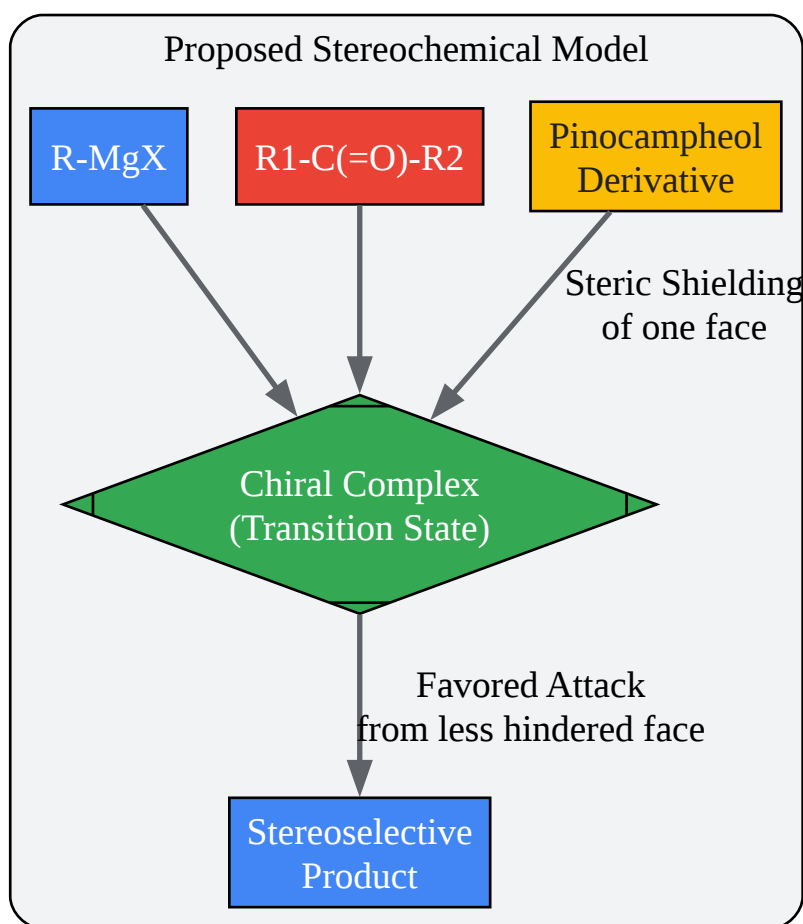 Proposed Stereochemical Model
R-MgX
R1-C(=O)-R2
Pinocampheol
Derivative
Steric Shielding
of one face
Chiral Complex
(Transition State)
Favored Attack
from less hindered face
Stereoselective
Product